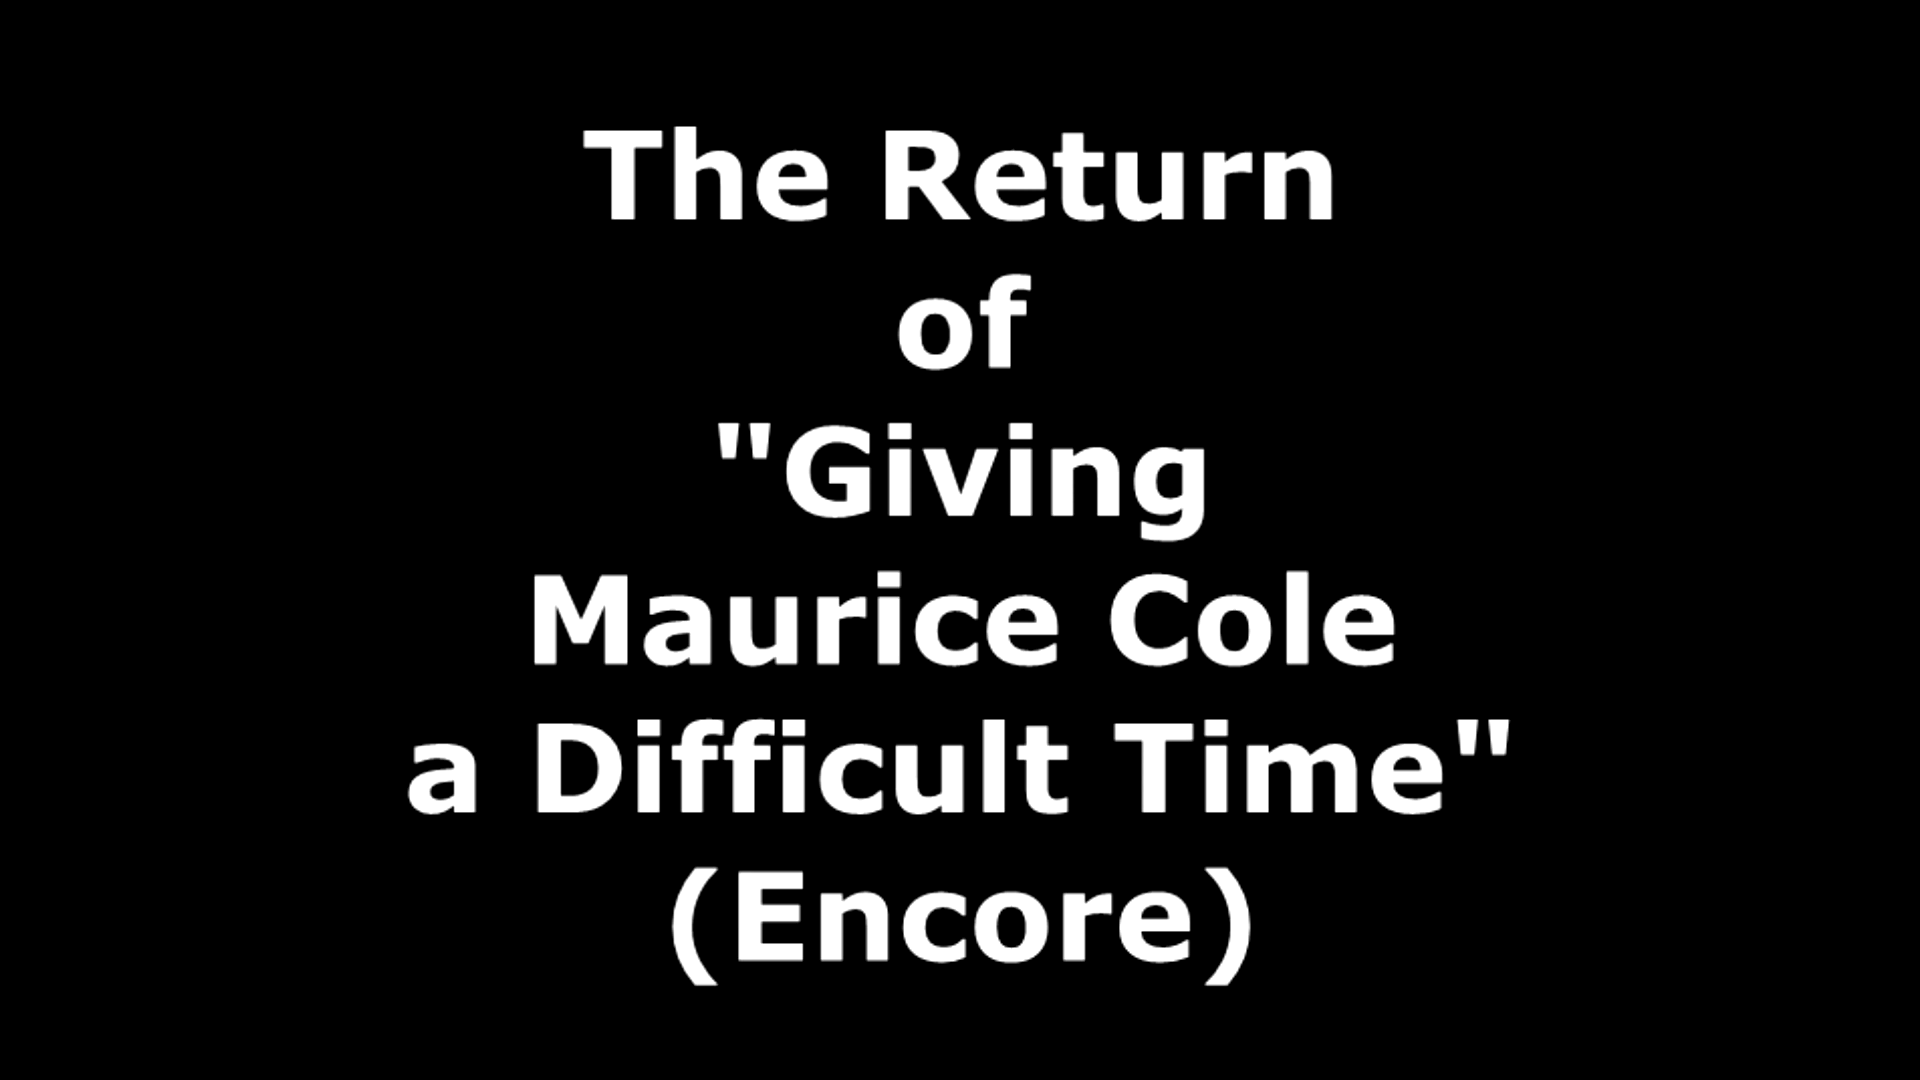 The Return
of
"Giving
Maurice Cole
a Difficult Time"
(Encore)